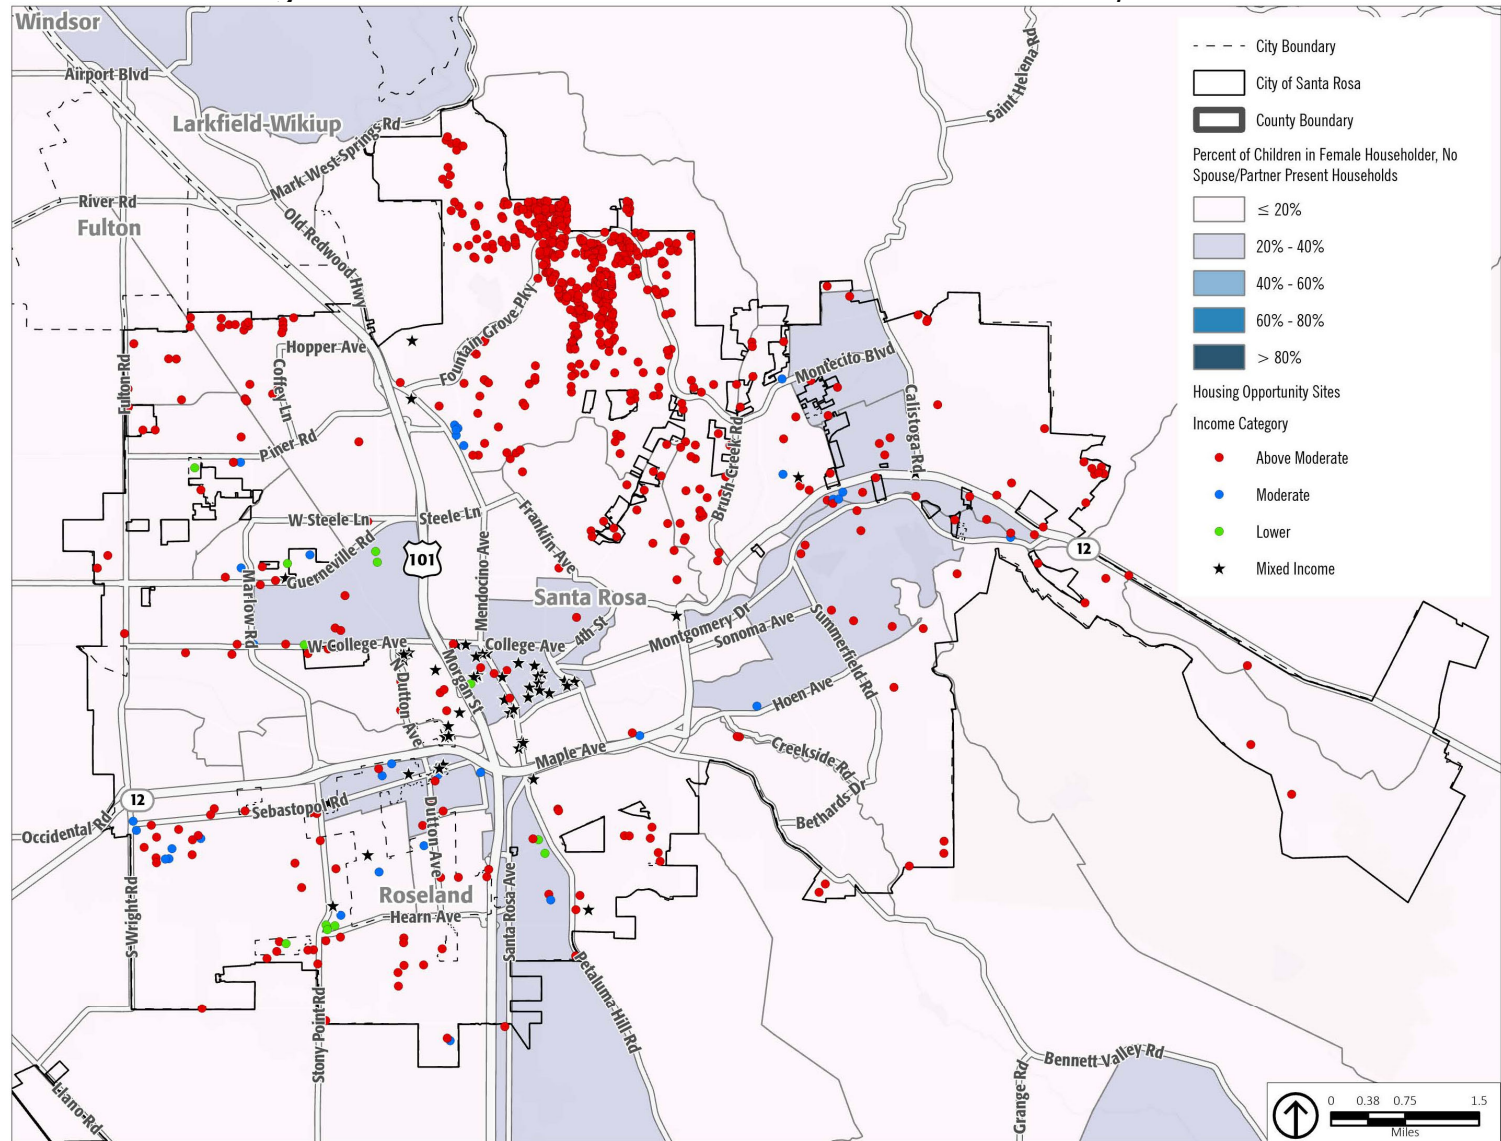 Windsor
Airport Blvd
Larkfield-Wikiup
Mark West Springs Rd
River Rd
Fulton
Old Redwood Hwy
Saint Helena Rd
City Boundary
City of Santa Rosa
County Boundary
Percent of Children in Female Householder, No
Spouse/Partner Present Households
≤ 20%
20% - 40%
40% - 60%
60% - 80%
> 80%
Housing Opportunity Sites
Income Category
Above Moderate
Moderate
Lower
Mixed Income
Fountain Grove Pky
Hopper Ave
Coffey Ln
Fulton Rd
Piner Rd
Montecito Blvd
Calistoga Rd
Brush Creek Rd
W Steele Ln
Steele Ln
Guerneville Rd
101
Franklin Ave
Mendocino Ave
Marlow Rd
Santa Rosa
12
W College Ave
College Ave
4th St
Montgomery Dr
Sonoma Ave
Summerfield Rd
N Dutton Ave
Morgan St
Hoen Ave
Maple Ave
Creekside Rd
Bethards Dr
12
Occidental Rd
Sebastopol Rd
Dutton Ave
Roseland
Hearn Ave
S Wright Rd
Santa Rosa Ave
Stony Point Rd
Petaluma Hill Rd
Llano Rd
Grange Rd
Bennett Valley Rd
0 0.38 0.75 1.5
Miles